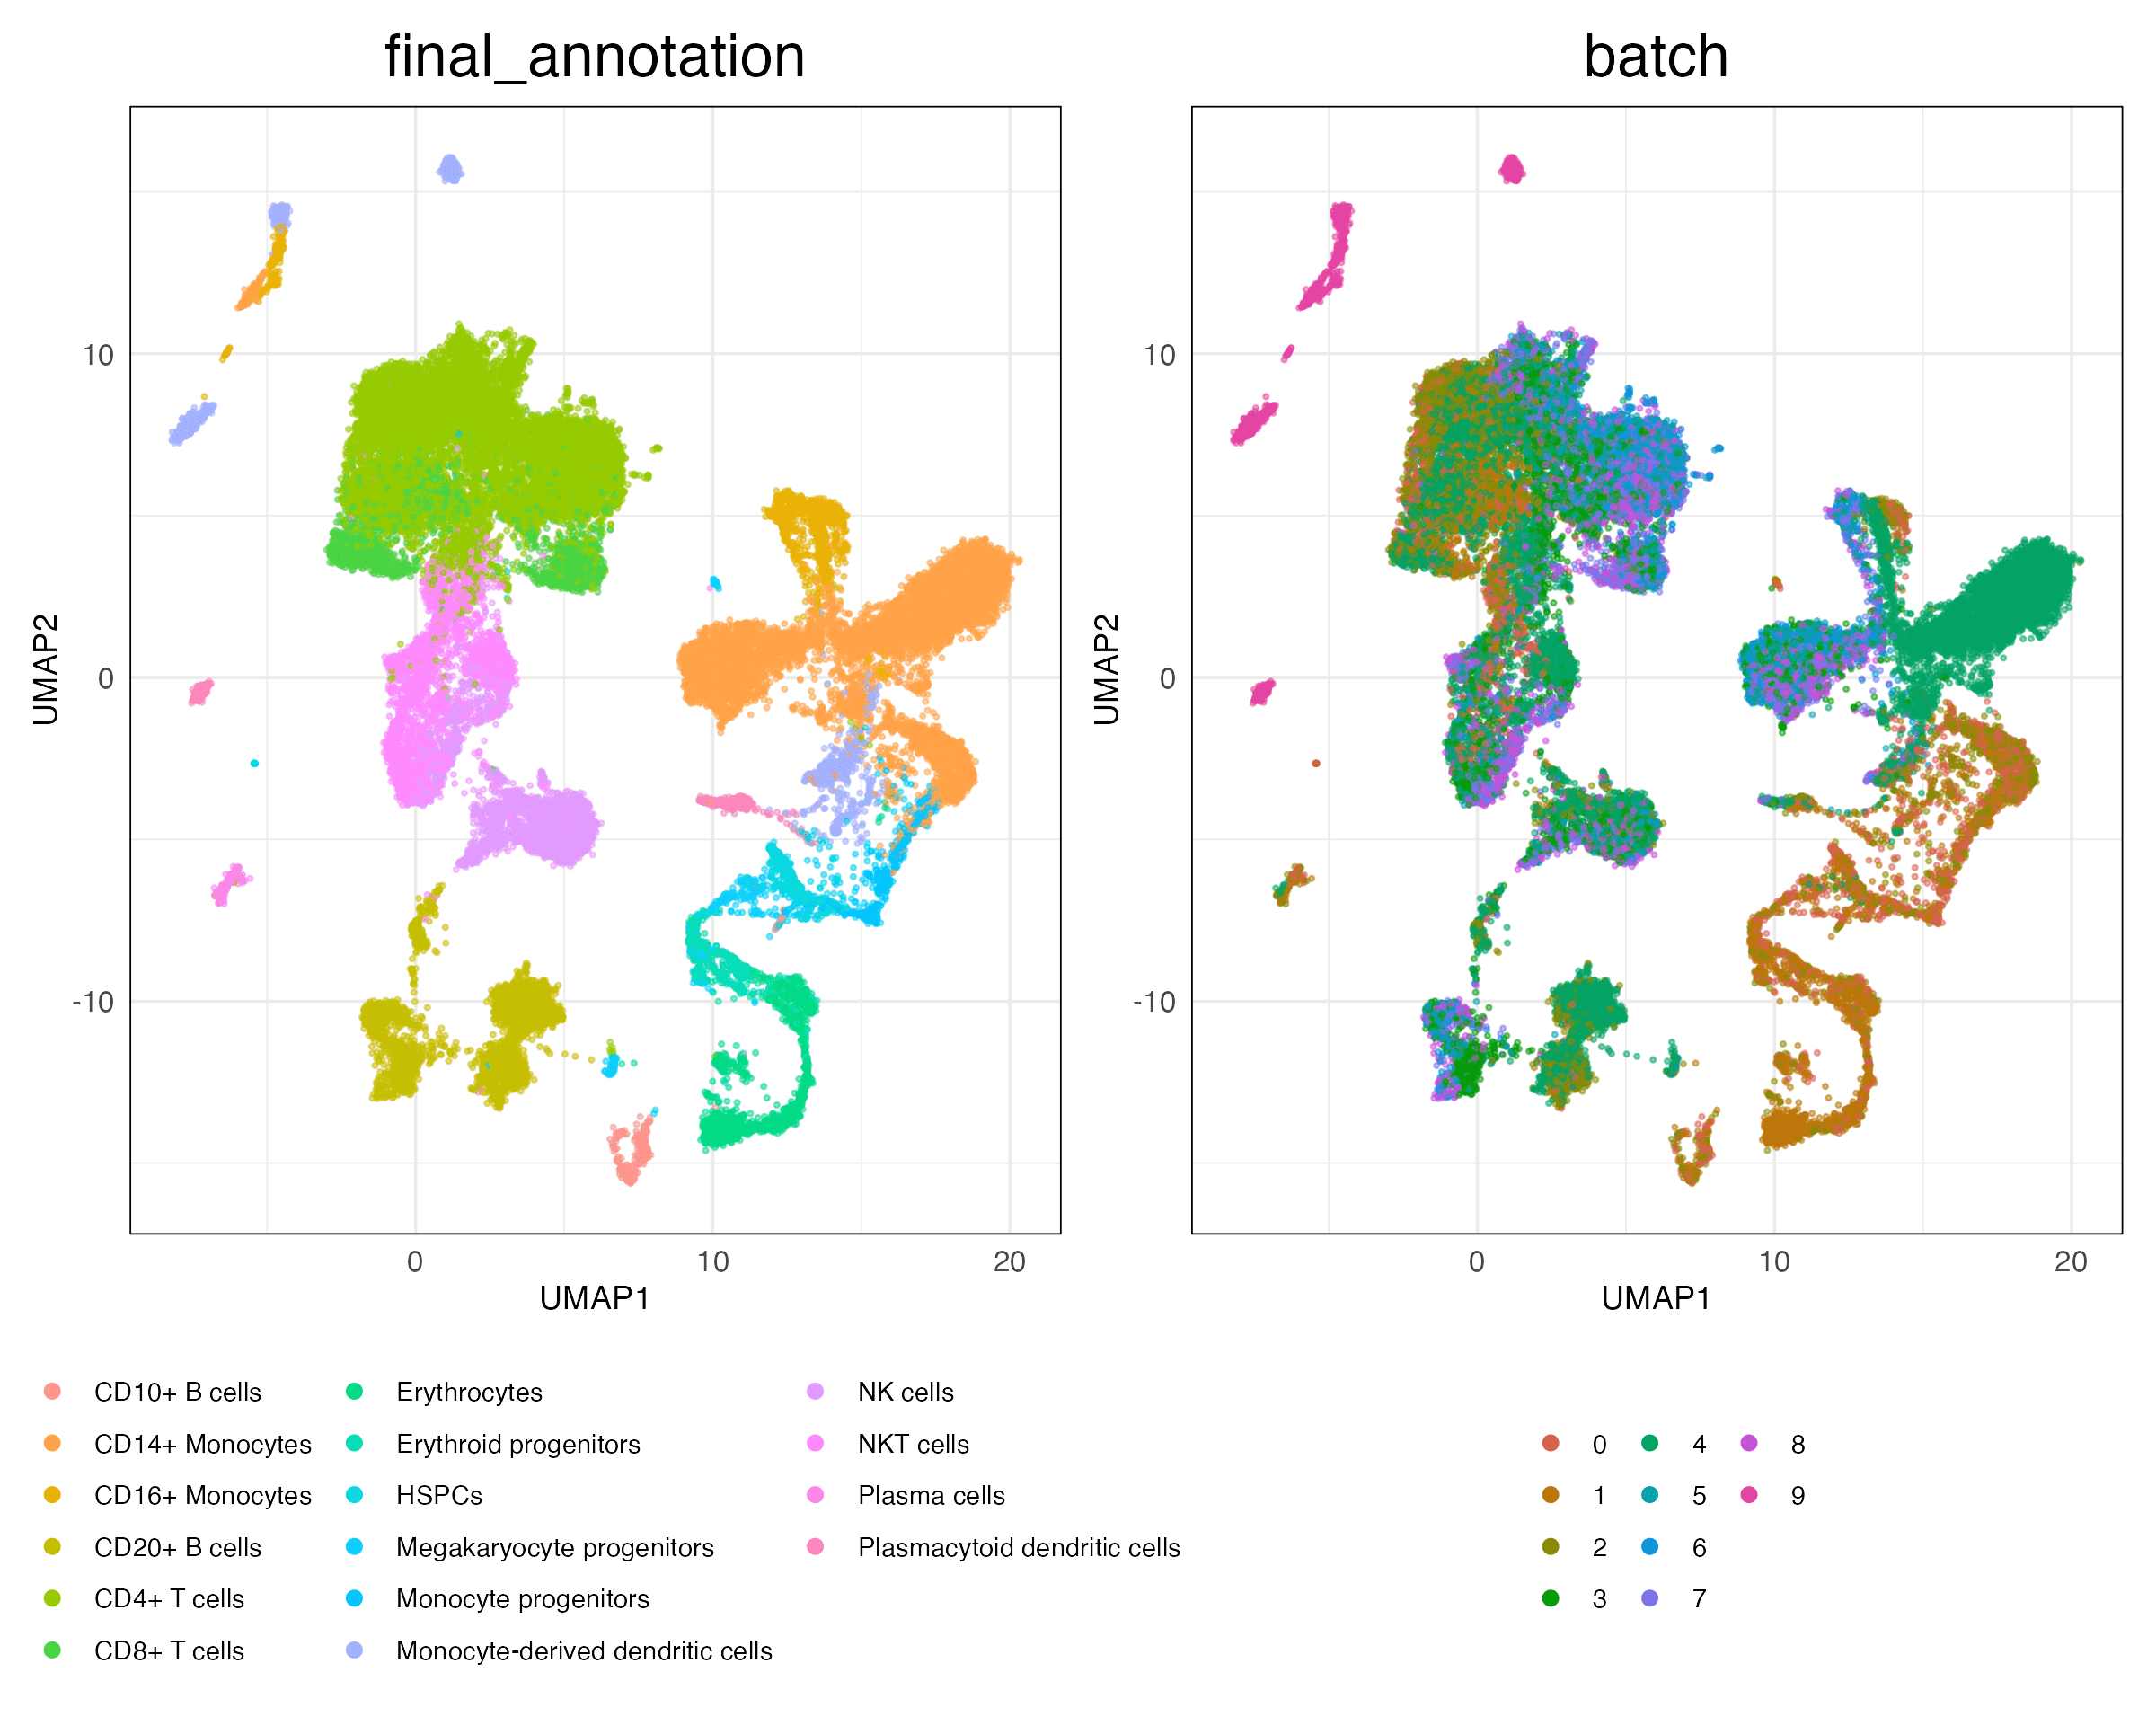 final_annotation
batch
UMAP2
10
0
-10
0
10
20
UMAP1
UMAP2
10
0
-10
0
10
20
UMAP1
CD10+ B cells
CD14+ Monocytes
CD16+ Monocytes
CD20+ B cells
CD4+ T cells
CD8+ T cells
Erythrocytes
Erythroid progenitors
HSPCs
Megakaryocyte progenitors
Monocyte progenitors
Monocyte-derived dendritic cells
NK cells
NKT cells
Plasma cells
Plasmacytoid dendritic cells
0
1
2
3
4
5
6
7
8
9